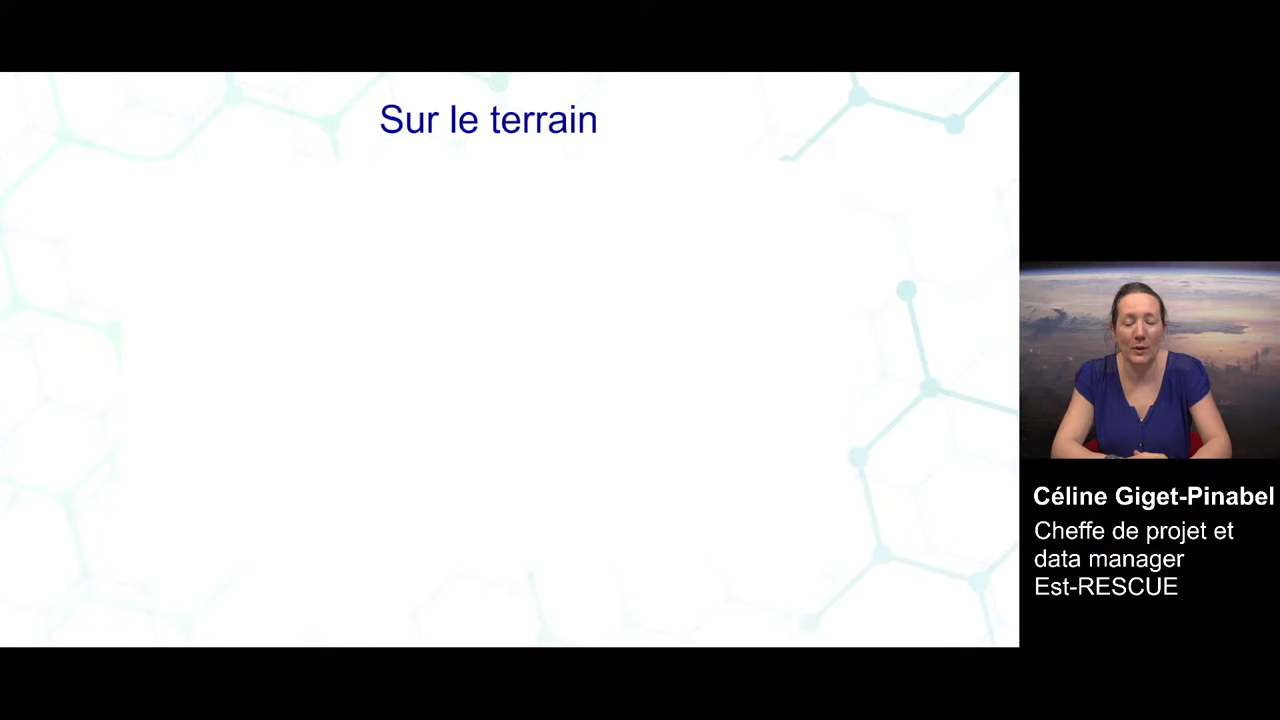 Sur le terrain
Céline Giget-Pinabel
Cheffe de projet et
data manager
Est-RESCUE